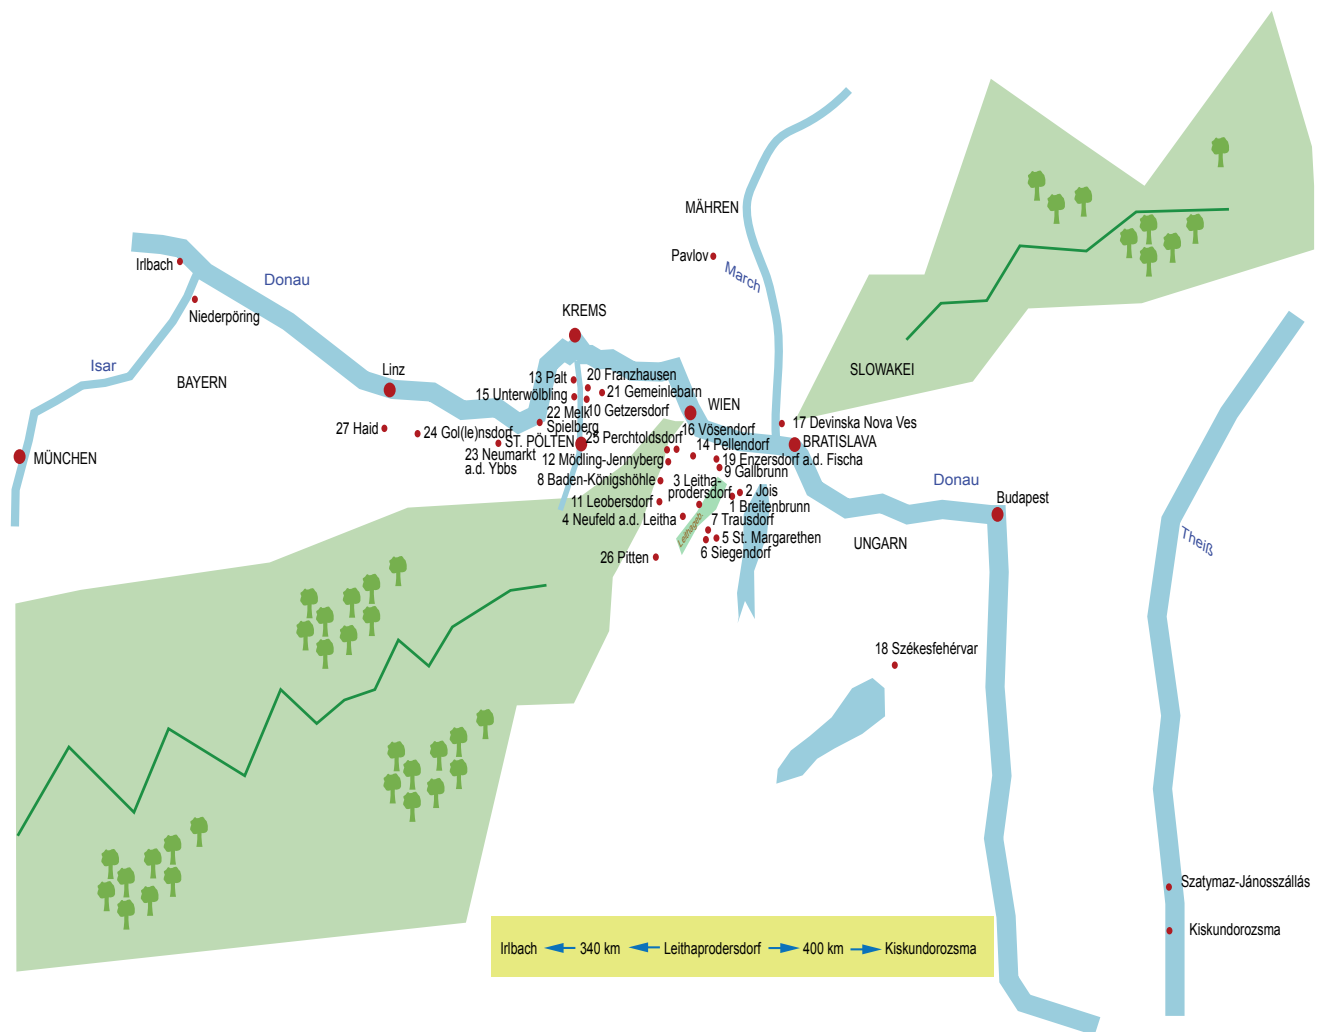 MÄHREN
Pavlov
March
Irlbach
Donau
Niederpöring
KREMS
Isar
BAYERN
Linz
SLOWAKEI
13 Palt
20 Franzhausen
15 Unterwölbling
21 Gemeinlebarn
22 Melk
Spielberg
10 Getzersdorf
WIEN
17 Devinska Nova Ves
27 Haid
24 Gol(le)nsdorf
ST. PÖLTEN
25 Perchtoldsdorf
16 Vösendorf
BRATISLAVA
14 Pellendorf
MÜNCHEN
23 Neumarkt
a.d. Ybbs
12 Mödling-Jennyberg
19 Enzersdorf a.d. Fischa
9 Gallbrunn
8 Baden-Königshöhle
3 Leitha-
prodersdorf
2 Jois
Donau
Budapest
11 Leobersdorf
1 Breitenbrunn
4 Neufeld a.d. Leitha
Leithageb.
7 Trausdorf
5 St. Margarethen
UNGARN
Theiß
26 Pitten
6 Siegendorf
18 Székesfehérvar
Szatymaz-Jánosszállás
Kiskundorozsma
Irlbach 340 km Leithaprodersdorf 400 km Kiskundorozsma